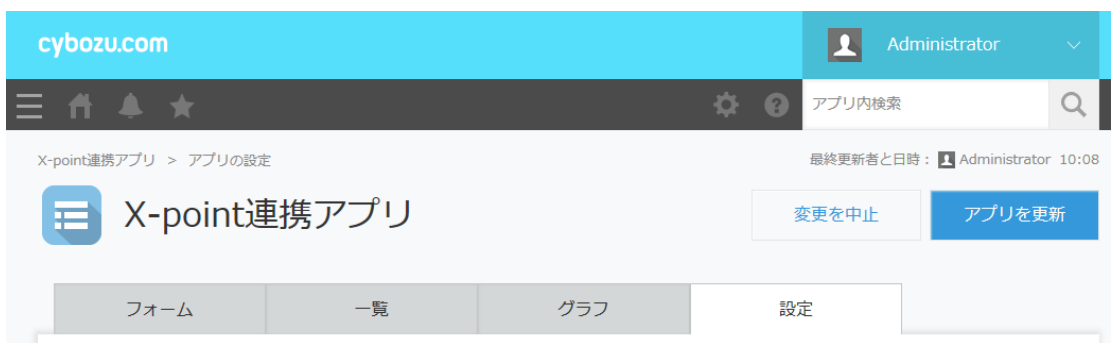 cybozu.com
Administrator
アプリ内検索
X-point連携アプリ > アプリの設定
最終更新者と日時： Administrator 10:08
X-point連携アプリ
変更を中止
アプリを更新
フォーム
一覧
グラフ
設定